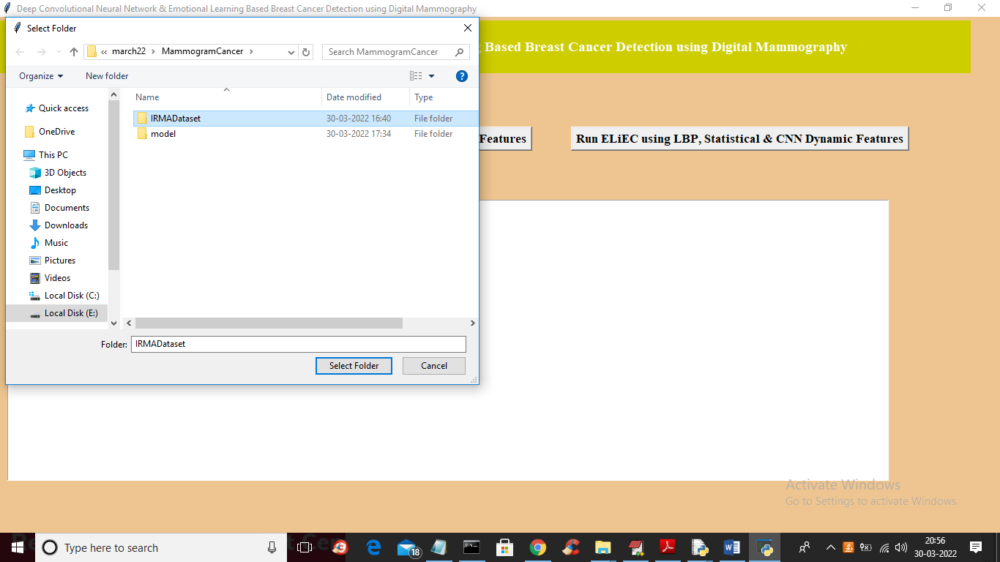 Deep Convolutional Neural Network & Emotional Learning Based Breast Cancer Detection using Digital Mammography
Select Folder
« march22 › MammogramCancer ›
Search MammogramCancer
Based Breast Cancer Detection using Digital Mammography
Organize
New folder
?
Name
Date modified
Type
IRMADataset
30-03-2022 16:40
File folder
model
30-03-2022 17:34
File folder
Quick access
OneDrive
This PC
3D Objects
Desktop
Documents
Downloads
Music
Pictures
Videos
Local Disk (C:)
Local Disk (E:)
Features
Run ELiEC using LBP, Statistical & CNN Dynamic Features
Folder:
IRMADataset
Select Folder
Cancel
Activate Windows
Go to Settings to activate Windows.
Type here to search
18
20:56
30-03-2022